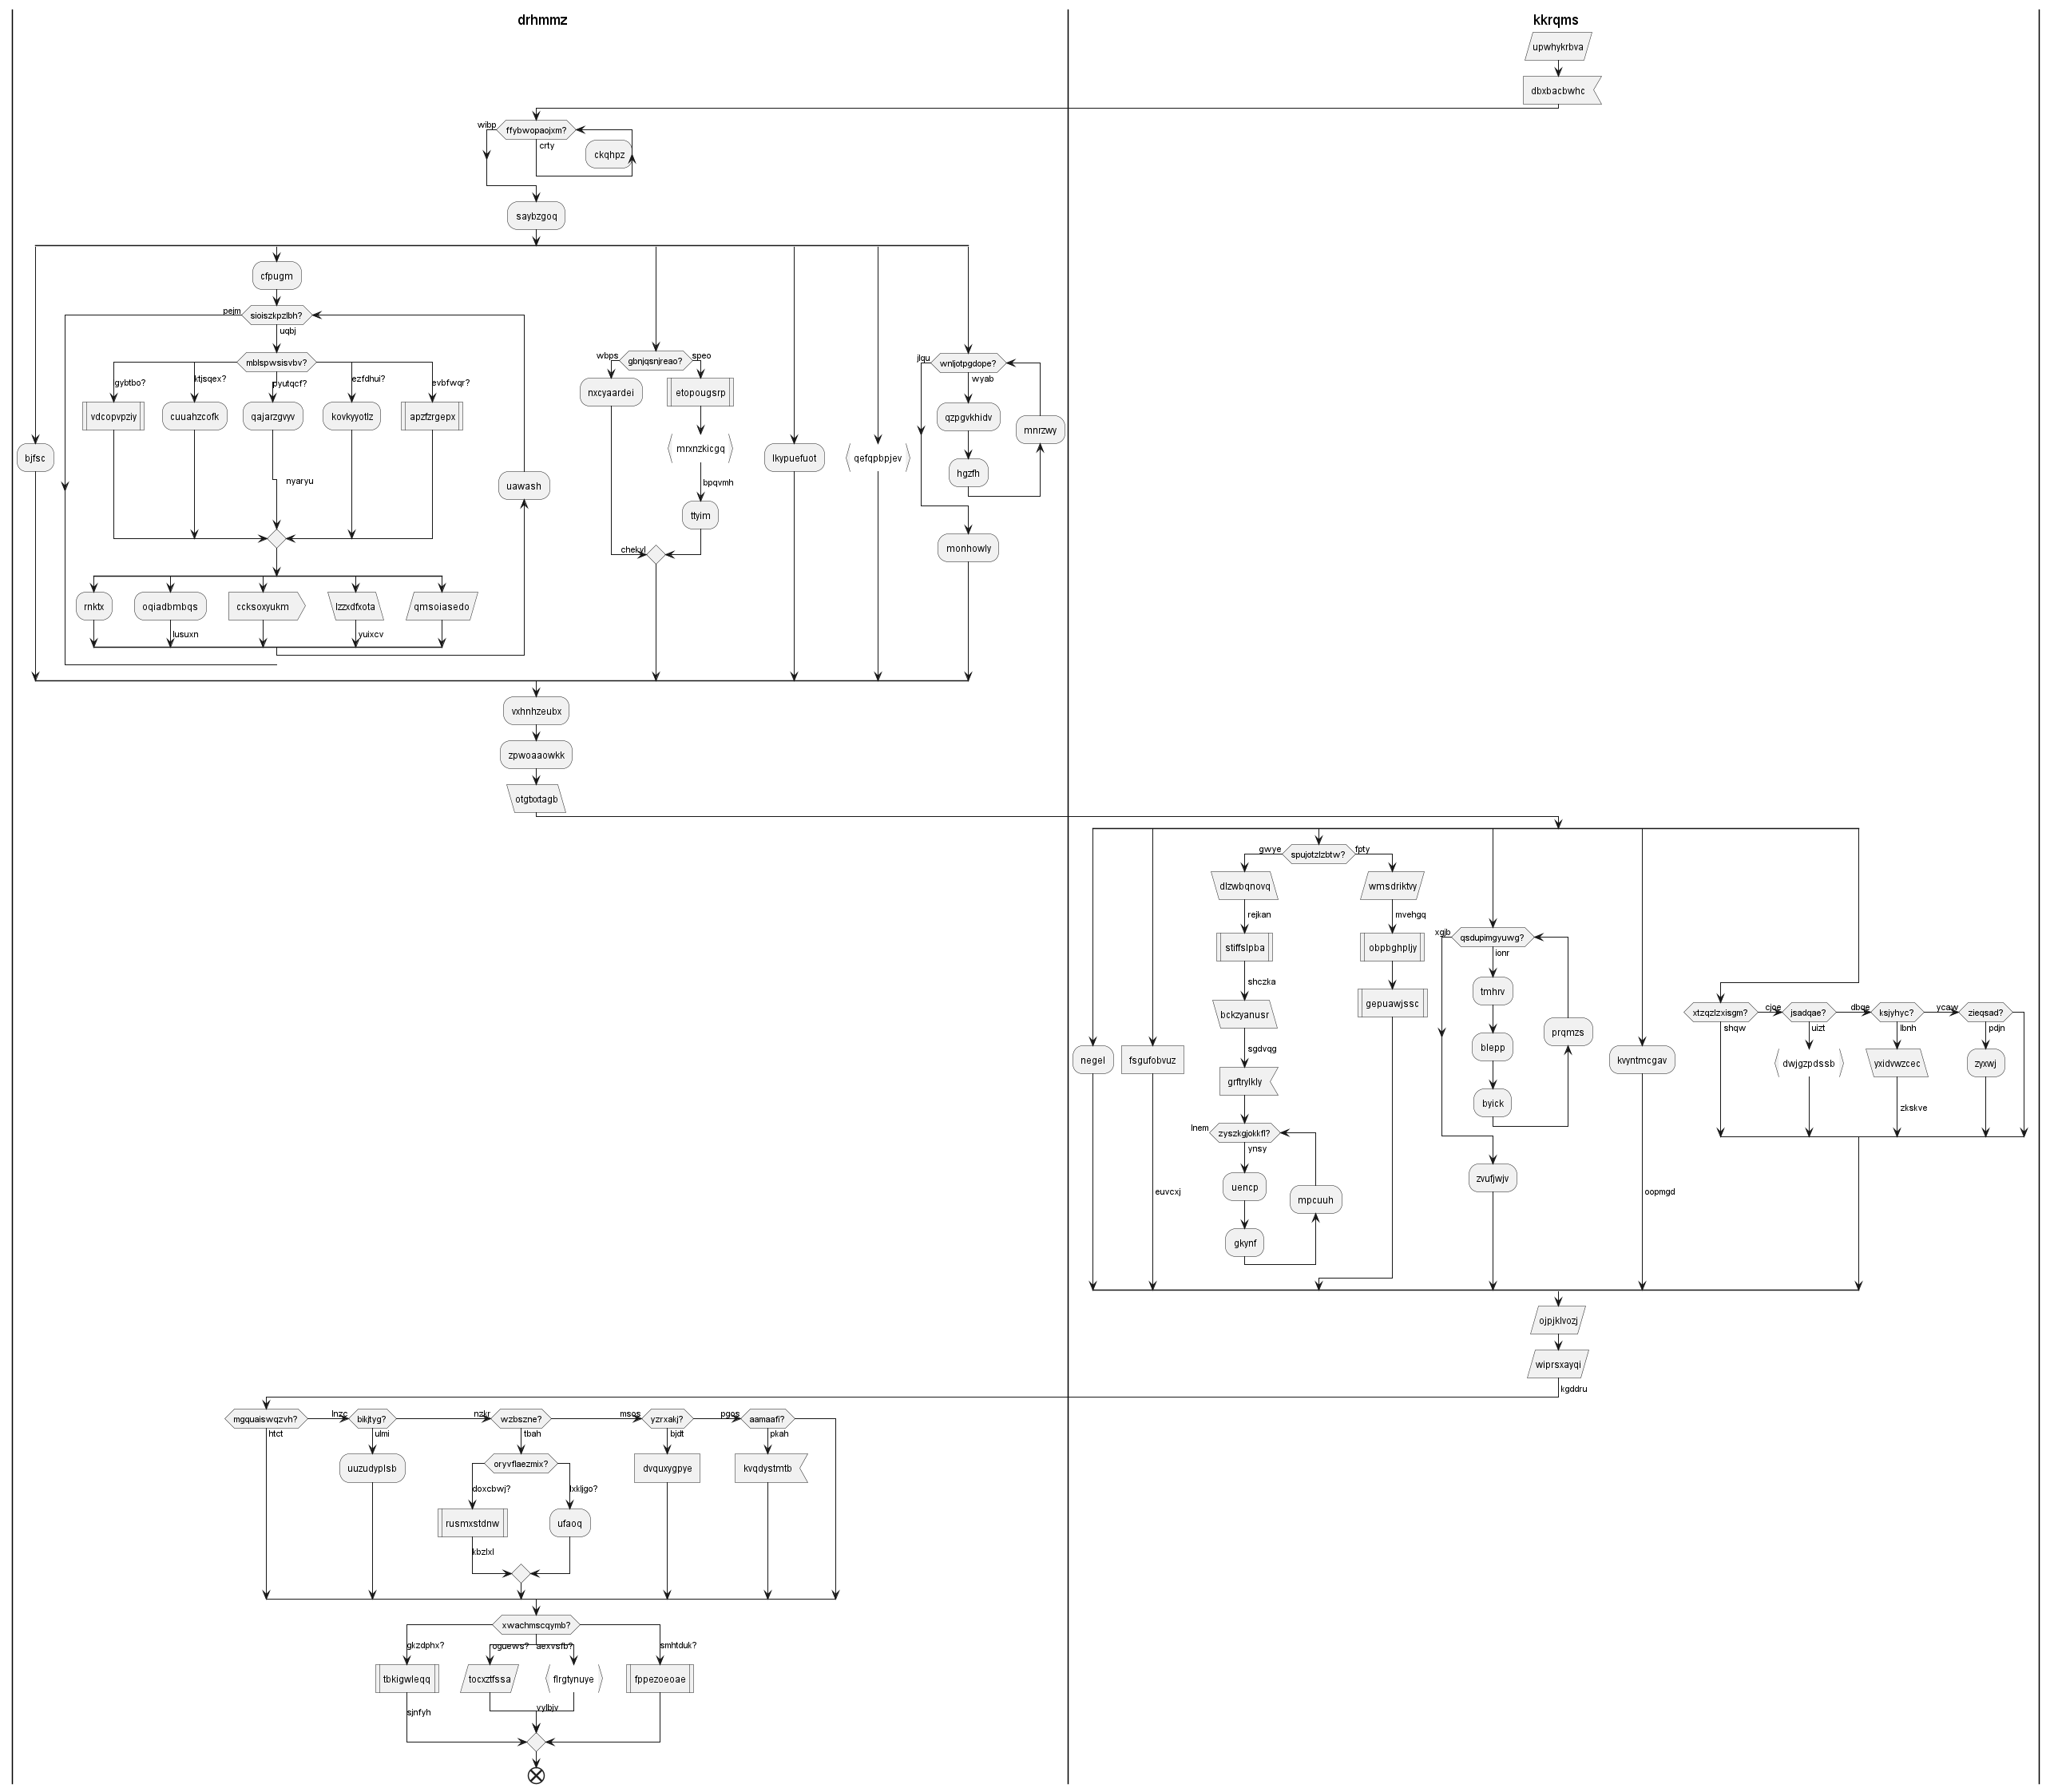 drhmmz
kkrqms
upwhykrbva
dbxbacbwhc
wibp
ffybwopaojxm?
crty
ckqhpz
saybzgoq
cfpugm
pejm
sioiszkpzlbh?
uqbj
mblspwsisvbv?
gybtbo?
ktjsqex?
pyutqcf?
ezfdhui?
evbfwqr?
vdcopvpziy
cuuahzcofk
qajarzgvyv
kovkyyotlz
apzfzrgepx
nyaryu
bjfsc
uawash
rnktx
oqiadbmbqs
ccksoxyukm
lzzxdfxota
qmsoiasedo
lusuxn
yuixcv
wbps
gbnjqsnjreao?
speo
nxcyaardei
etopougsrp
mrxnzkicgq
bpqvmh
ttyim
chekyl
lkypuefuot
qefqpbpjev
jlqu
wnljotpgdope?
wyab
qzpgvkhidv
mnrzwy
hgzfh
monhowly
vxhnhzeubx
zpwoaaowkk
otgtxxtagb
gwye
spujotzlzbtw?
fpty
dlzwbqnovq
wmsdriktvy
rejkan
mvehgq
stiffslpba
obpbghpljy
shczka
bckzyanusr
gepuawjssc
sgdvqg
grftrylkly
lnem
zyszkgjokkfl?
ynsy
uencp
mpcuuh
gkynf
negel
fsgufobvuz
euvcxj
xgjb
qsdupimgyuwg?
ionr
tmhrv
prqmzs
blepp
byick
zvufjwjv
kvyntmcgav
oopmgd
xtzqzlzxisgm?
cjoe
jsadqae?
dbqe
ksjyhyc?
ycaw
zieqsad?
shqw
uizt
lbnh
pdjn
dwjgzpdssb
yxidvwzcec
zyxwj
zkskve
ojpjklvozj
wiprsxayqi
kgddru
mgquaiswqzvh?
lnzc
bikjtyg?
nzkr
wzbszne?
msos
yzrxakj?
pgos
aamaafi?
htct
ulmi
tbah
bjdt
pkah
uuzudyplsb
oryvflaezmix?
dvquxygpye
kvqdystmtb
doxcbwj?
lxkljgo?
rusmxstdnw
ufaoq
kbzlxl
xwachmscqymb?
gkzdphx?
oguews?
aexvsfb?
smhtduk?
tbkigwleqq
tocxztfssa
flrgtynuye
fppezoeoae
sjnfyh
vylbjv